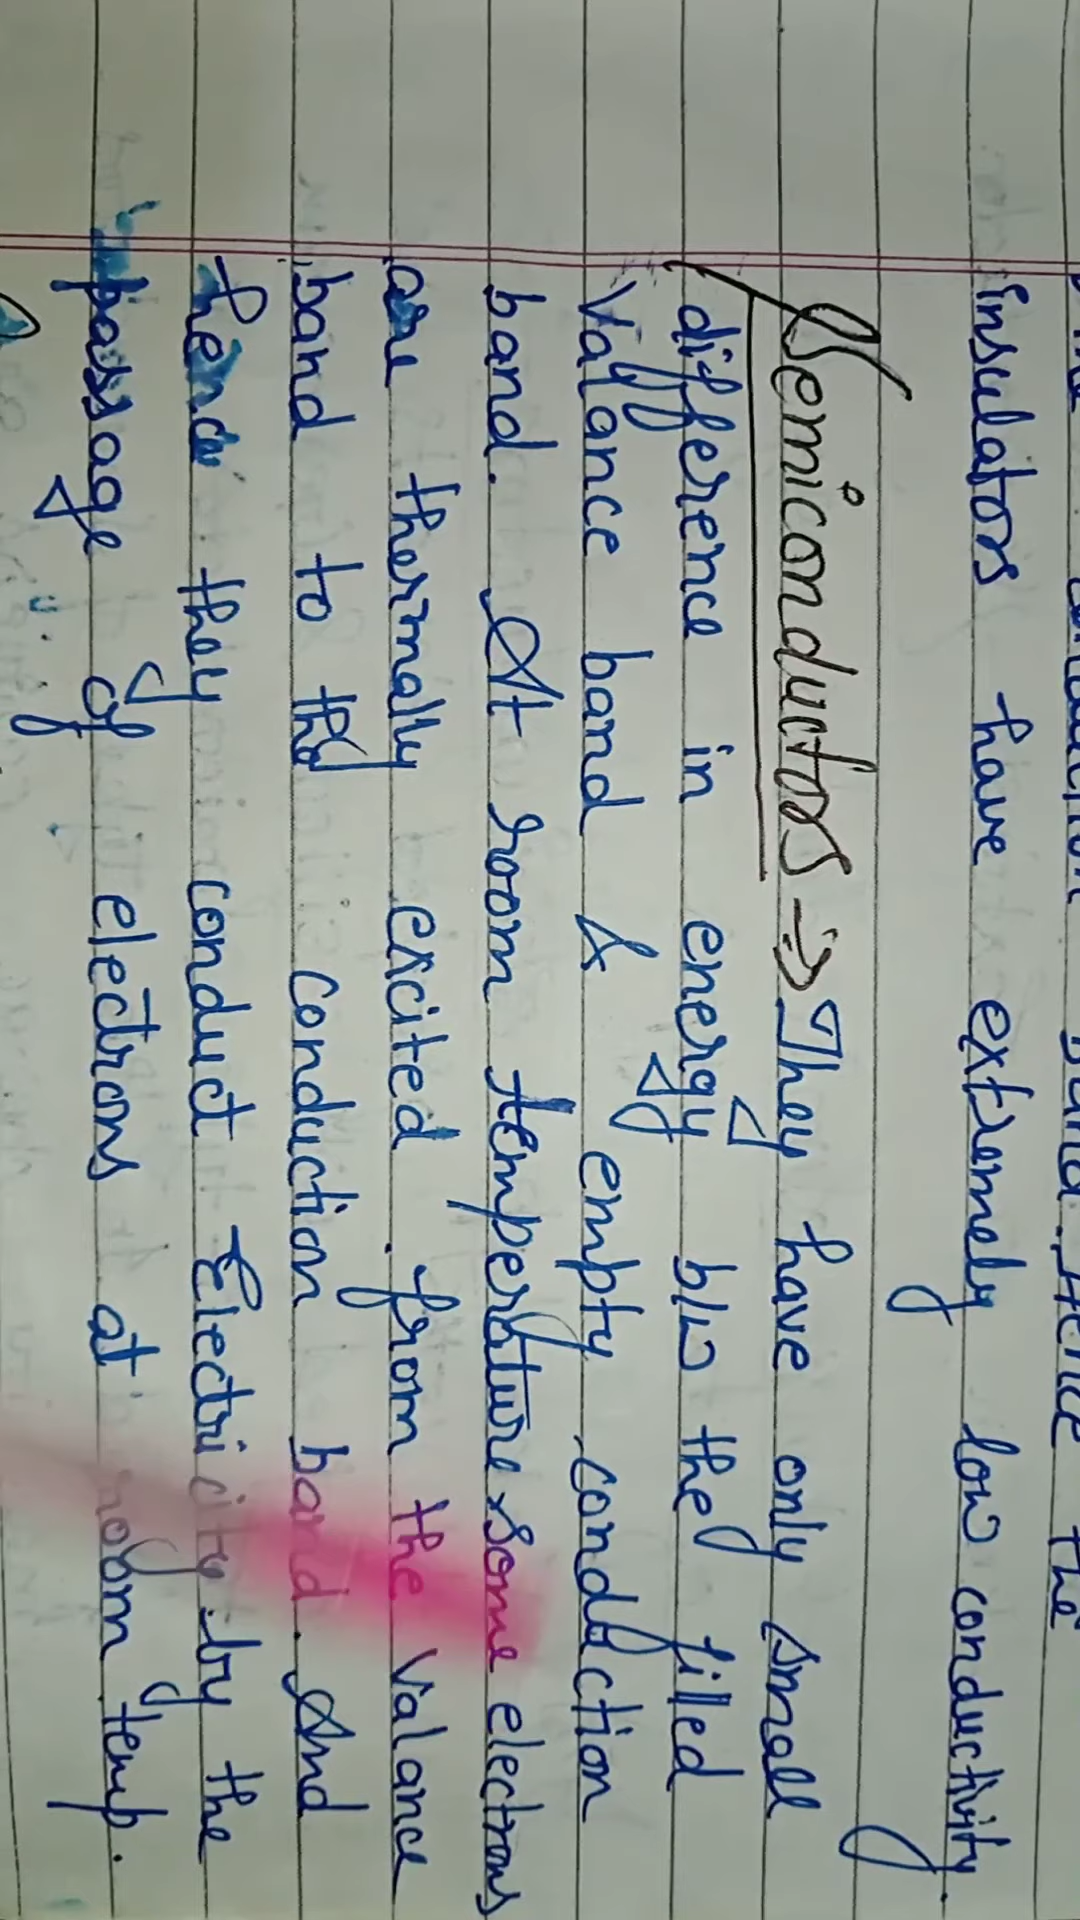 insulators have extremely low conductivity.
Semiconductors => They have only small
difference in energy b/w the filled
Valance band & empty conduction
band. At room temperature some electrons
are thermally excited from the valance
band to the conduction band. And
hence they conduct Electricity by the
passage of electrons at room temp.